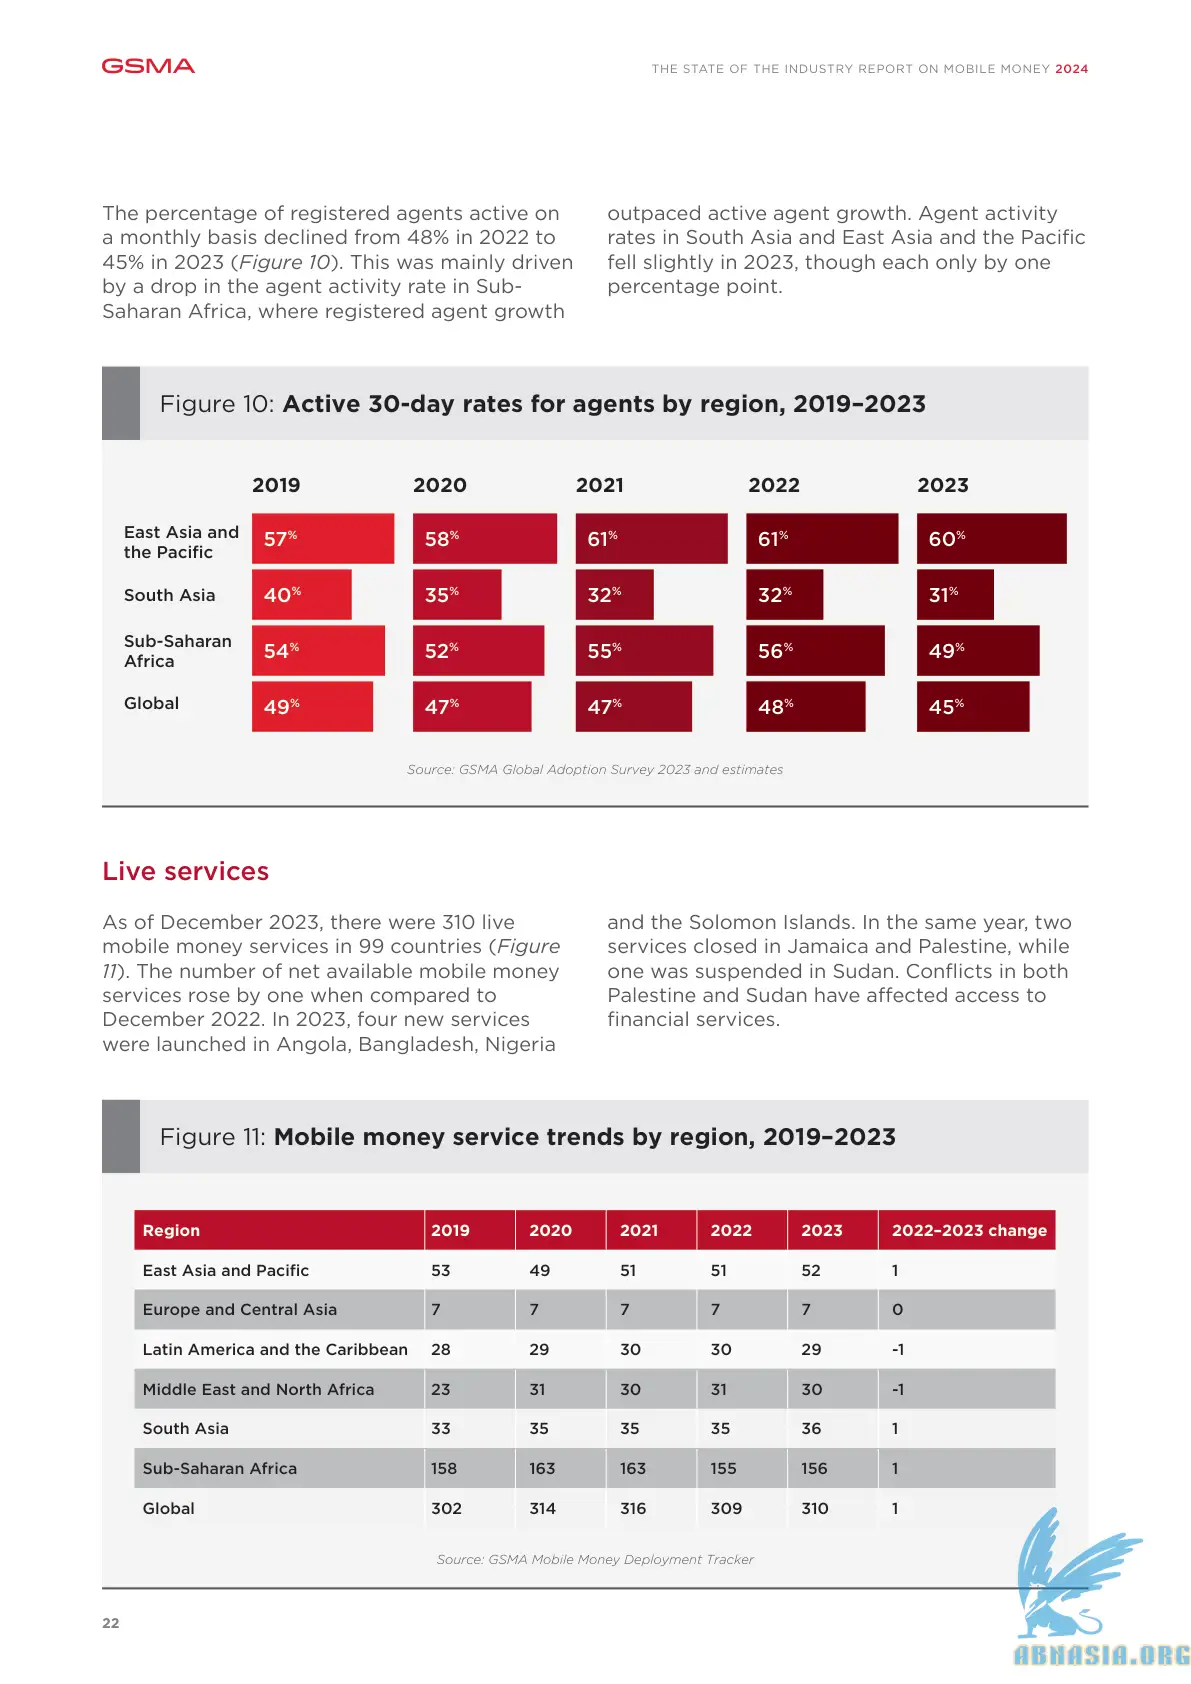 GSMA
THE STATE OF THE INDUSTRY REPORT ON MOBILE MONEY 2024
The percentage of registered agents active on
a monthly basis declined from 48% in 2022 to
45% in 2023 (Figure 10). This was mainly driven
by a drop in the agent activity rate in Sub-
Saharan Africa, where registered agent growth
outpaced active agent growth. Agent activity
rates in South Asia and East Asia and the Pacific
fell slightly in 2023, though each only by one
percentage point.
Figure 10: Active 30-day rates for agents by region, 2019–2023
2019 2020 2021 2022 2023
East Asia and
the Pacific
57% 58% 61% 61% 60%
South Asia 40% 35% 32% 32% 31%
Sub-Saharan
Africa
54% 52% 55% 56% 49%
Global 49% 47% 47% 48% 45%
Source: GSMA Global Adoption Survey 2023 and estimates
Live services
As of December 2023, there were 310 live
mobile money services in 99 countries (Figure
11). The number of net available mobile money
services rose by one when compared to
December 2022. In 2023, four new services
were launched in Angola, Bangladesh, Nigeria
and the Solomon Islands. In the same year, two
services closed in Jamaica and Palestine, while
one was suspended in Sudan. Conflicts in both
Palestine and Sudan have affected access to
financial services.
Figure 11: Mobile money service trends by region, 2019–2023
Region 2019 2020 2021 2022 2023 2022–2023 change
East Asia and Pacific 53 49 51 51 52 1
Europe and Central Asia 7 7 7 7 7 0
Latin America and the Caribbean 28 29 30 30 29 -1
Middle East and North Africa 23 31 30 31 30 -1
South Asia 33 35 35 35 36 1
Sub-Saharan Africa 158 163 163 155 156 1
Global 302 314 316 309 310 1
Source: GSMA Mobile Money Deployment Tracker
22
ABNASIA.ORG